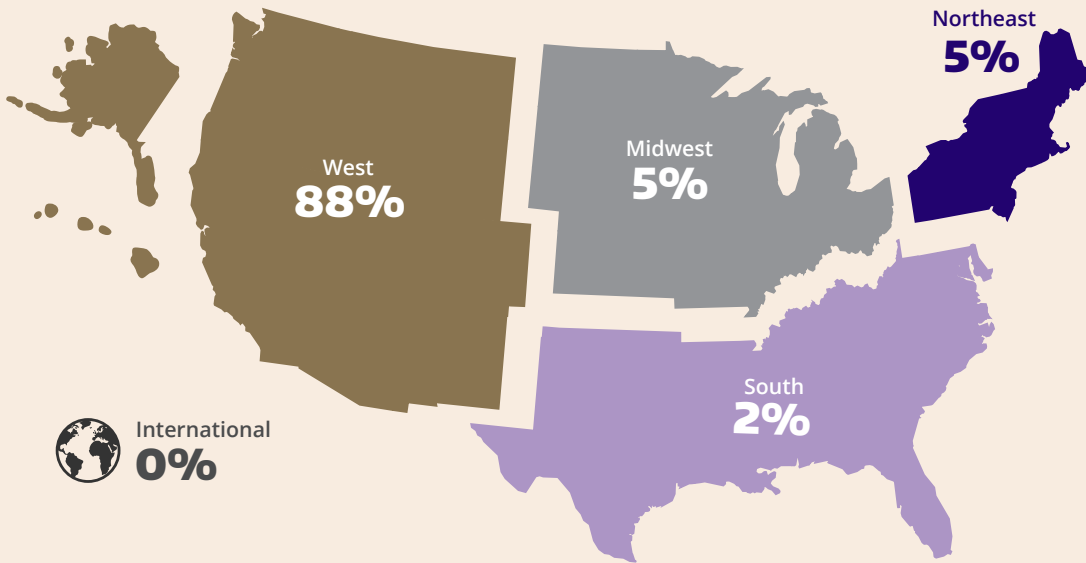 Northeast
5%
West
88%
Midwest
5%
South
2%
International
0%